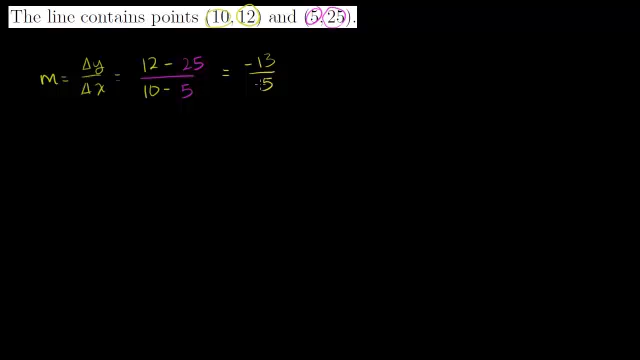 The line contains points (10, 12) and (5, 25).
m = Δy/Δx = 12 - 25 / 10 - 5 = -13/5